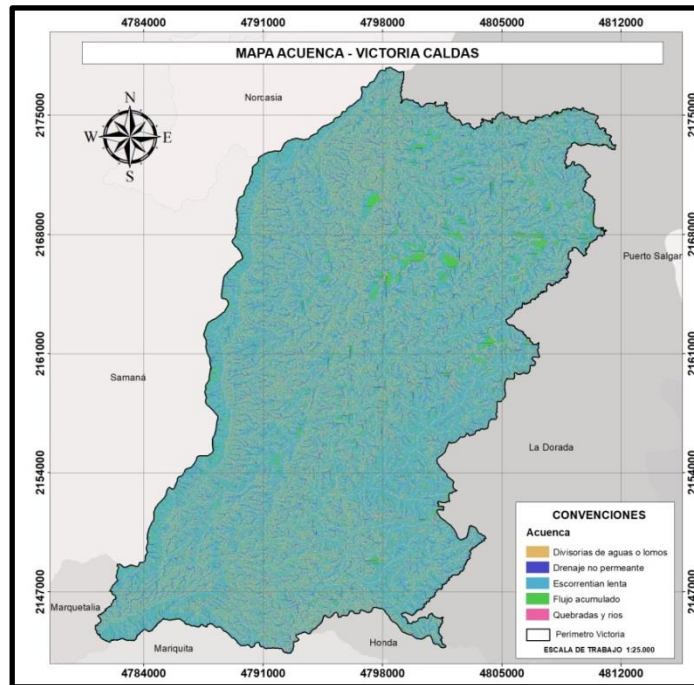 4784000 4791000 4798000 4805000 4812000
MAPA ACUENCA - VICTORIA CALDAS
Norcasia
N
W E
S
2175000 2175000
2168000 2168000
Puerto Salgar
2161000 2161000
Samaná
La Dorada
2154000 2154000
CONVENCIONES
Acuenca
Divisorias de aguas o lomos
Drenaje no permeante
Escorrentian lenta
Flujo acumulado
Quebradas y rios
Perímetro Victoria
ESCALA DE TRABAJO 1:25.000
2147000 2147000
Marquetalia
Mariquita
Honda
4784000 4791000 4798000 4805000 4812000